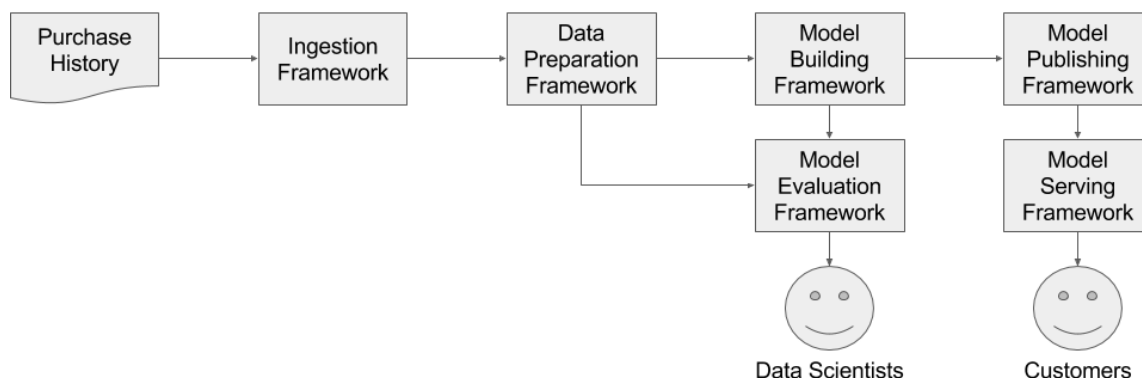 Purchase
History
Ingestion
Framework
Data
Preparation
Framework
Model
Building
Framework
Model
Publishing
Framework
Model
Evaluation
Framework
Model
Serving
Framework
Data Scientists
Customers